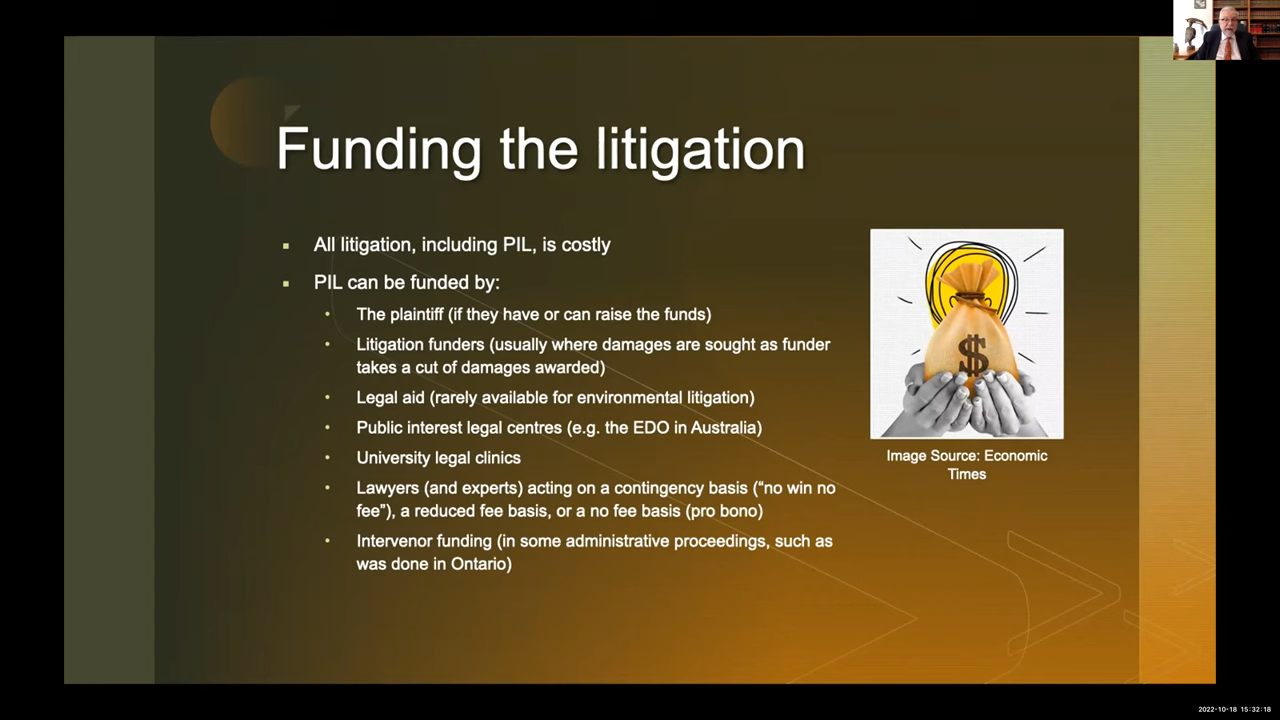 Funding the litigation
▪ All litigation, including PIL, is costly
▪ PIL can be funded by:
• The plaintiff (if they have or can raise the funds)
• Litigation funders (usually where damages are sought as funder
takes a cut of damages awarded)
• Legal aid (rarely available for environmental litigation)
• Public interest legal centres (e.g. the EDO in Australia)
• University legal clinics
• Lawyers (and experts) acting on a contingency basis (“no win no
fee”), a reduced fee basis, or a no fee basis (pro bono)
• Intervenor funding (in some administrative proceedings, such as
was done in Ontario)
$
Image Source: Economic
Times
2022-10-18 15:32:18